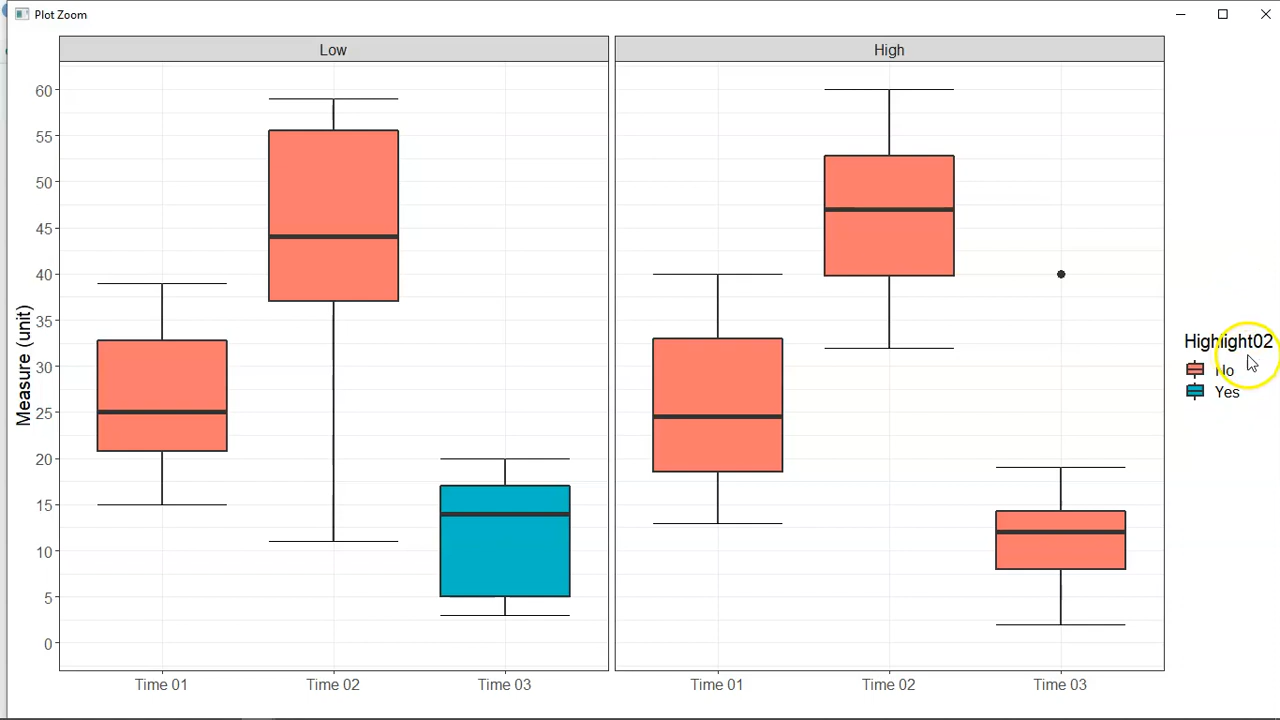 Plot Zoom
Low
High
60
55
50
45
40
35
30
25
20
15
10
5
0
Measure (unit)
Time 01
Time 02
Time 03
Time 01
Time 02
Time 03
Highlight02
No
Yes